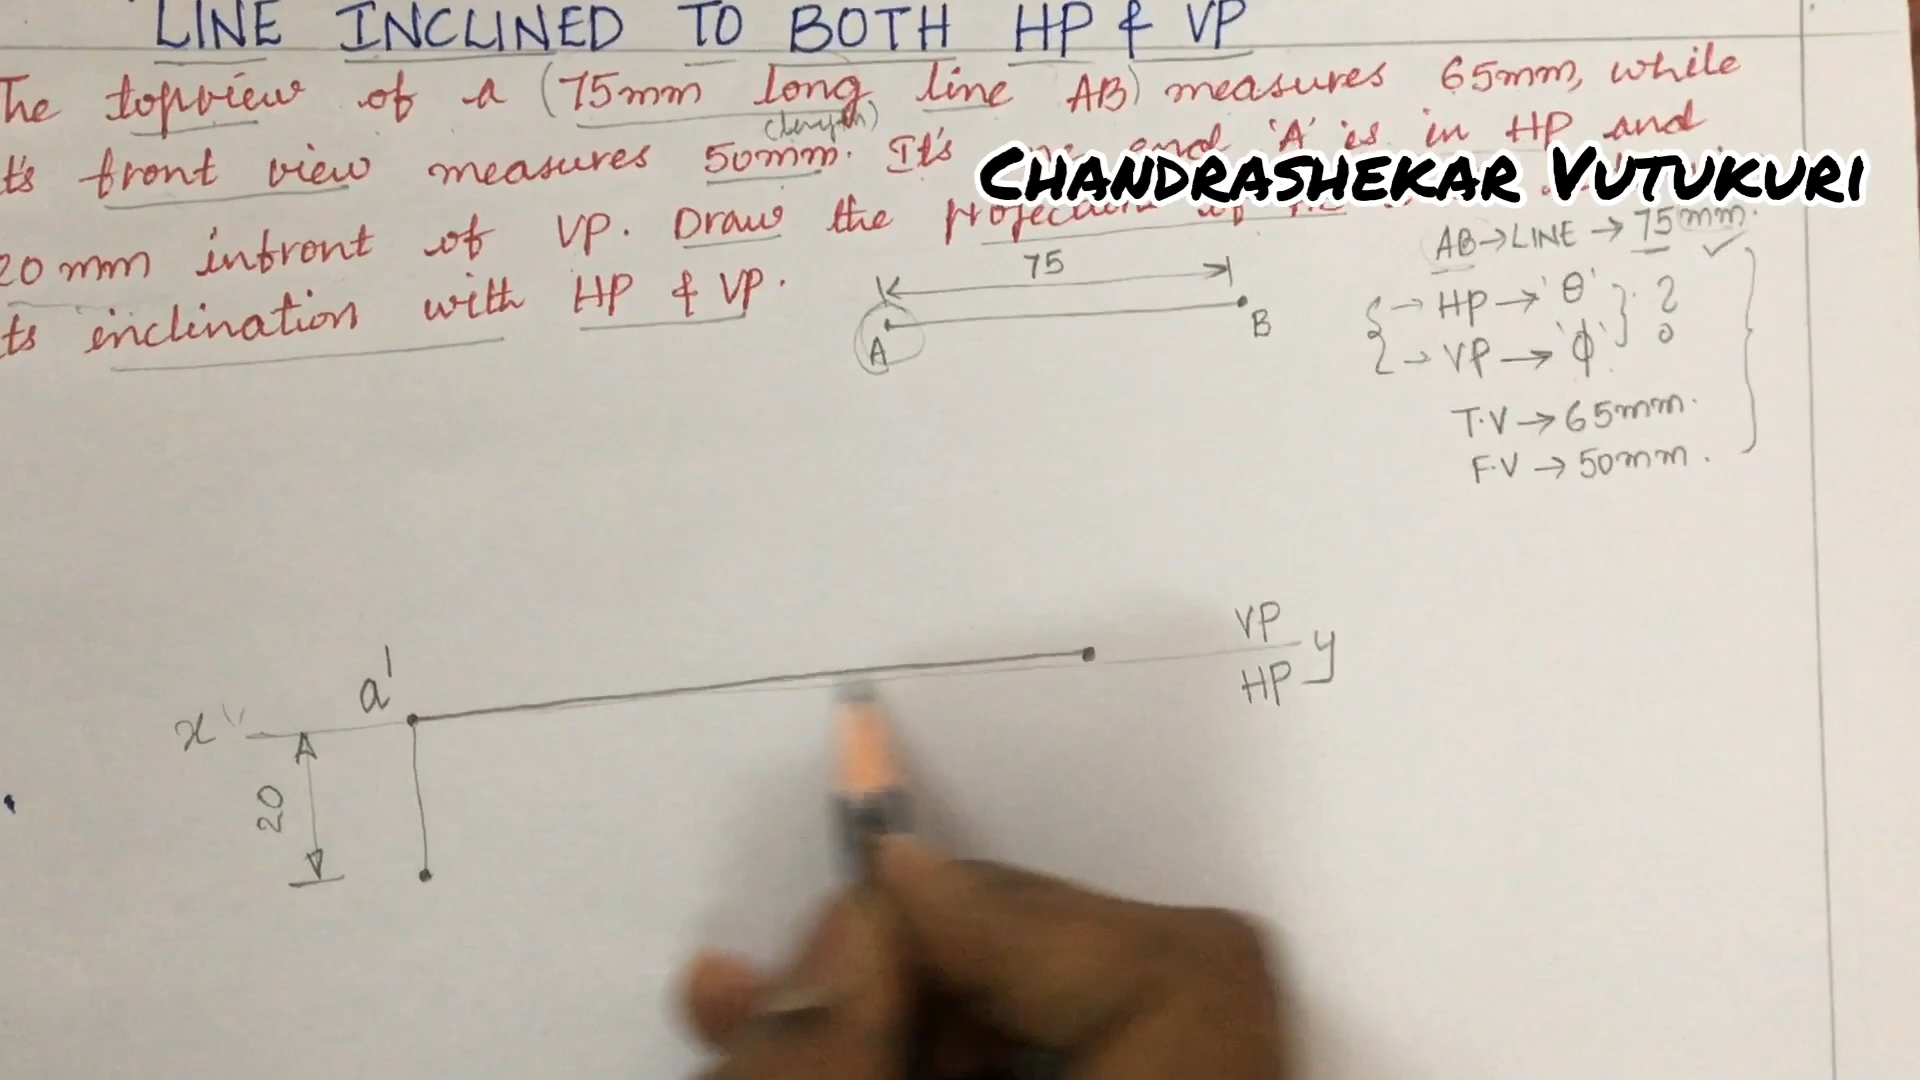 LINE INCLINED TO BOTH HP & VP
The topview of a (75mm long line AB) measures 65mm, while
(length)
t's front view measures 50mm. It's end 'A' is in HP and
CHANDRASHEKAR VUTUKURI
20mm infront of VP. Draw the
ts inclination with HP & VP.
AB→LINE→75mm.
75
A
B
→HP→'θ' ?
→VP→'ϕ'
T.V→65mm.
F.V→50mm.
VP
HP
x
y
a'
20